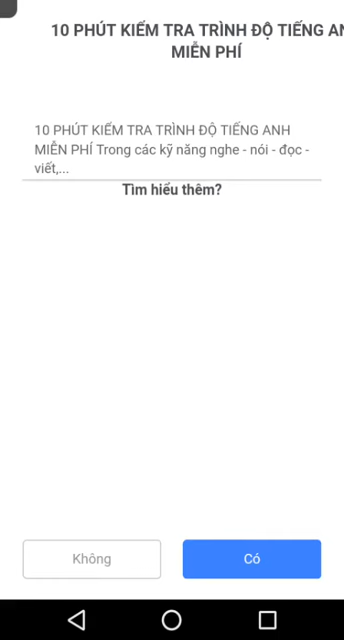 10 PHÚT KIỂM TRA TRÌNH ĐỘ TIẾNG AN
MIỄN PHÍ
10 PHÚT KIỂM TRA TRÌNH ĐỘ TIẾNG ANH
MIỄN PHÍ Trong các kỹ năng nghe - nói - đọc -
viết,...
Tìm hiểu thêm?
Không
Có